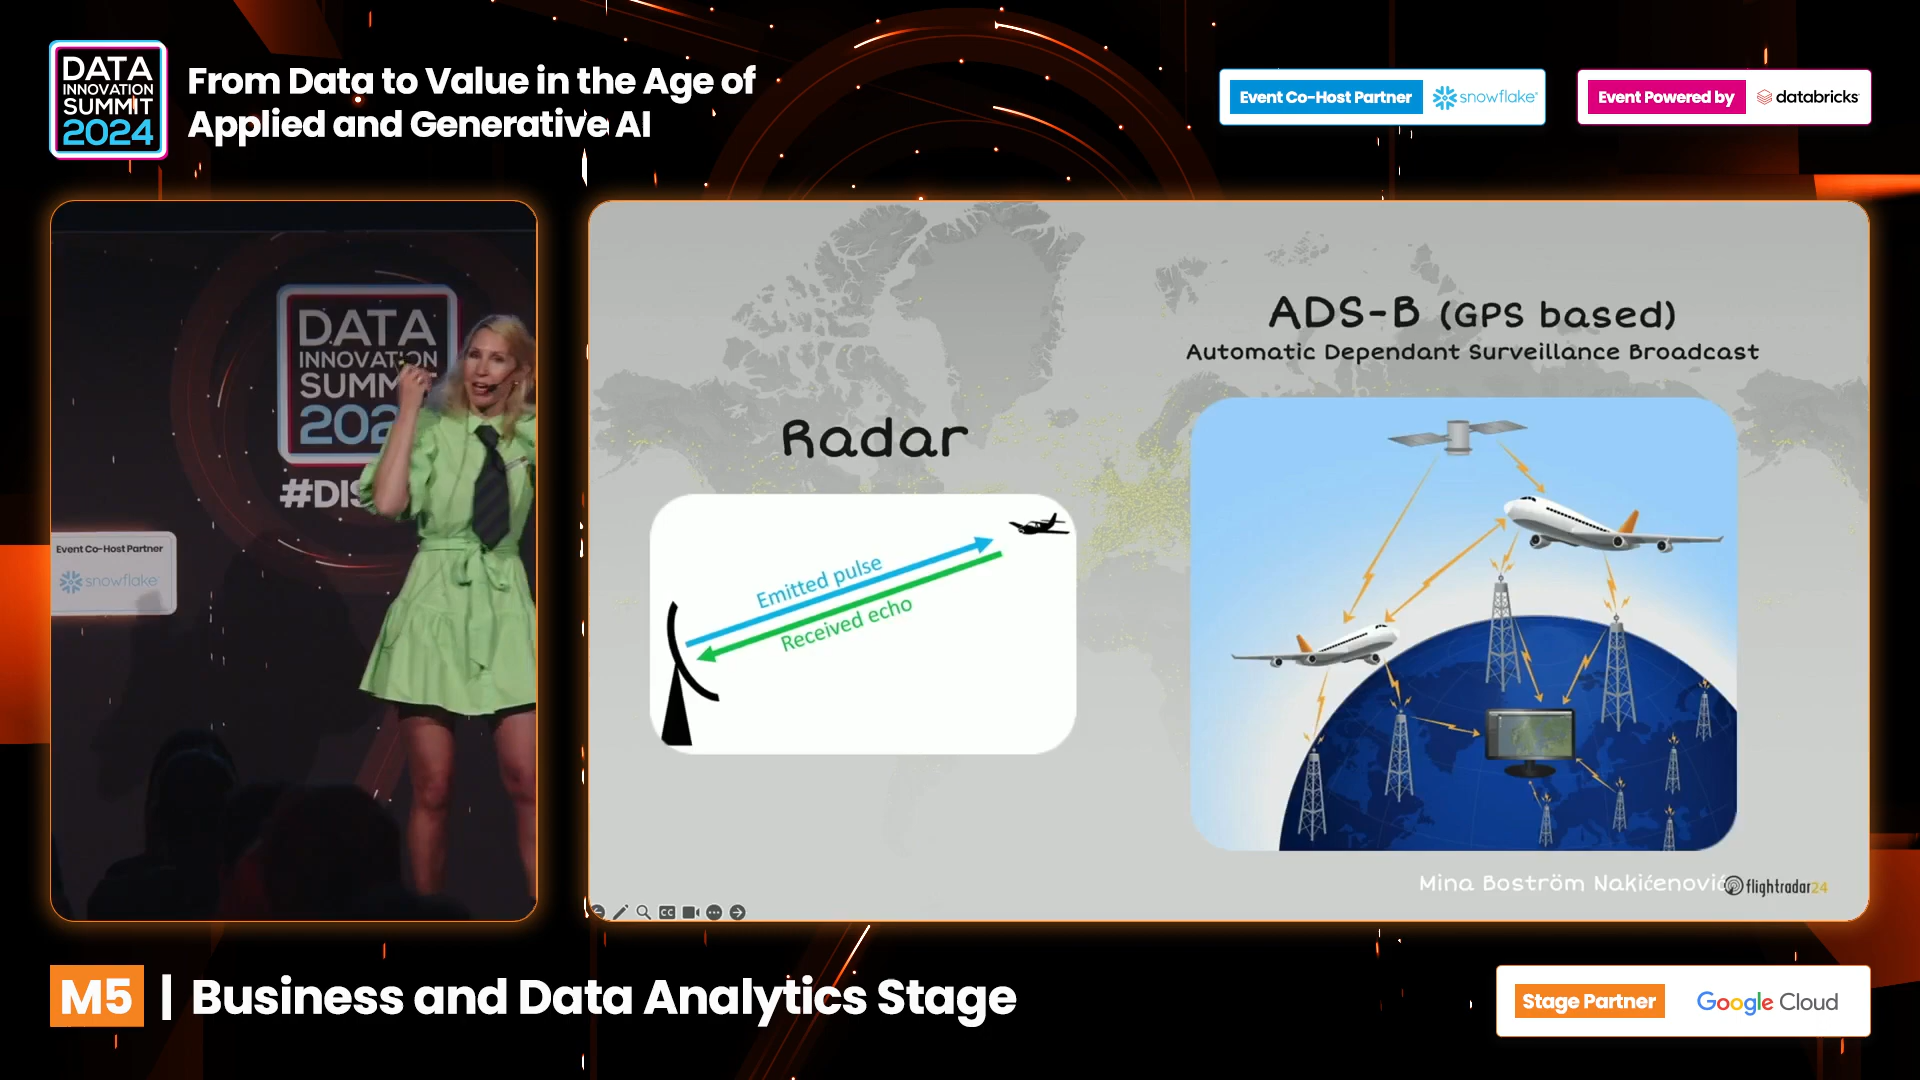 DATA
INNOVATION
SUMMIT
2024
From Data to Value in the Age of
Applied and Generative AI
Event Co-Host Partner
snowflake
Event Powered by
databricks
DATA
INNOVATION
SUMM
202
#DIS
Event Co-Host Partner
snowflake
Radar
Emitted pulse
Received echo
ADS-B (GPS based)
Automatic Dependant Surveillance Broadcast
Mina Boström Nakićenović
flightradar24
CC
M5 | Business and Data Analytics Stage
Stage Partner
Google Cloud